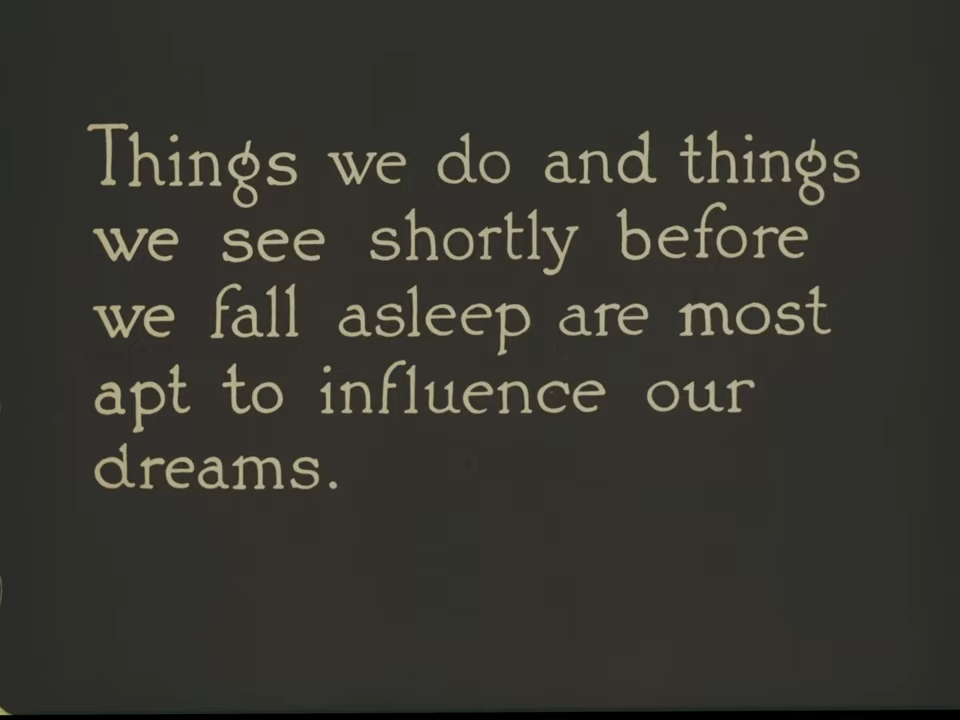 Things we do and things
we see shortly before
we fall asleep are most
apt to influence our
dreams.